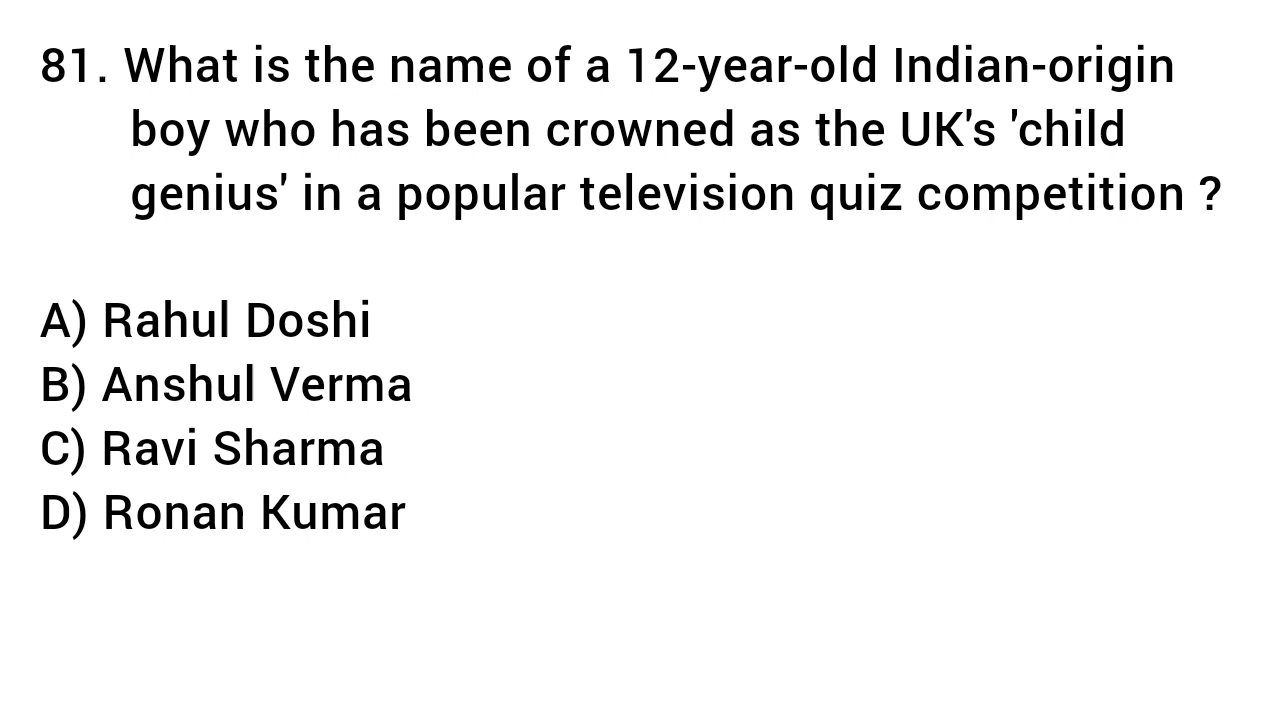 81. What is the name of a 12-year-old Indian-origin
boy who has been crowned as the UK's 'child
genius' in a popular television quiz competition ?
A) Rahul Doshi
B) Anshul Verma
C) Ravi Sharma
D) Ronan Kumar